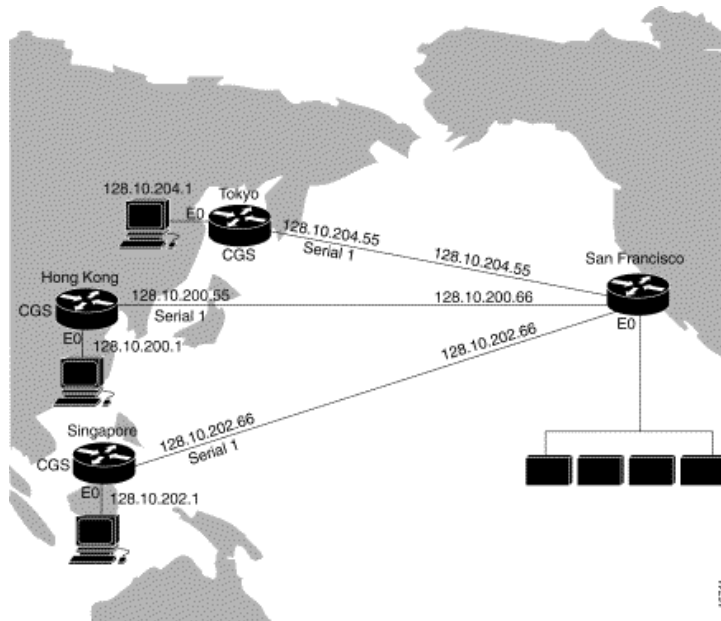 128.10.204.1
Tokyo
E0
CGS
128.10.204.55
Serial 1
128.10.204.55
San Francisco
E0
Hong Kong
CGS
128.10.200.55
Serial 1
128.10.200.66
E0
128.10.200.1
128.10.202.66
Singapore
CGS
128.10.202.66
Serial 1
E0
128.10.202.1